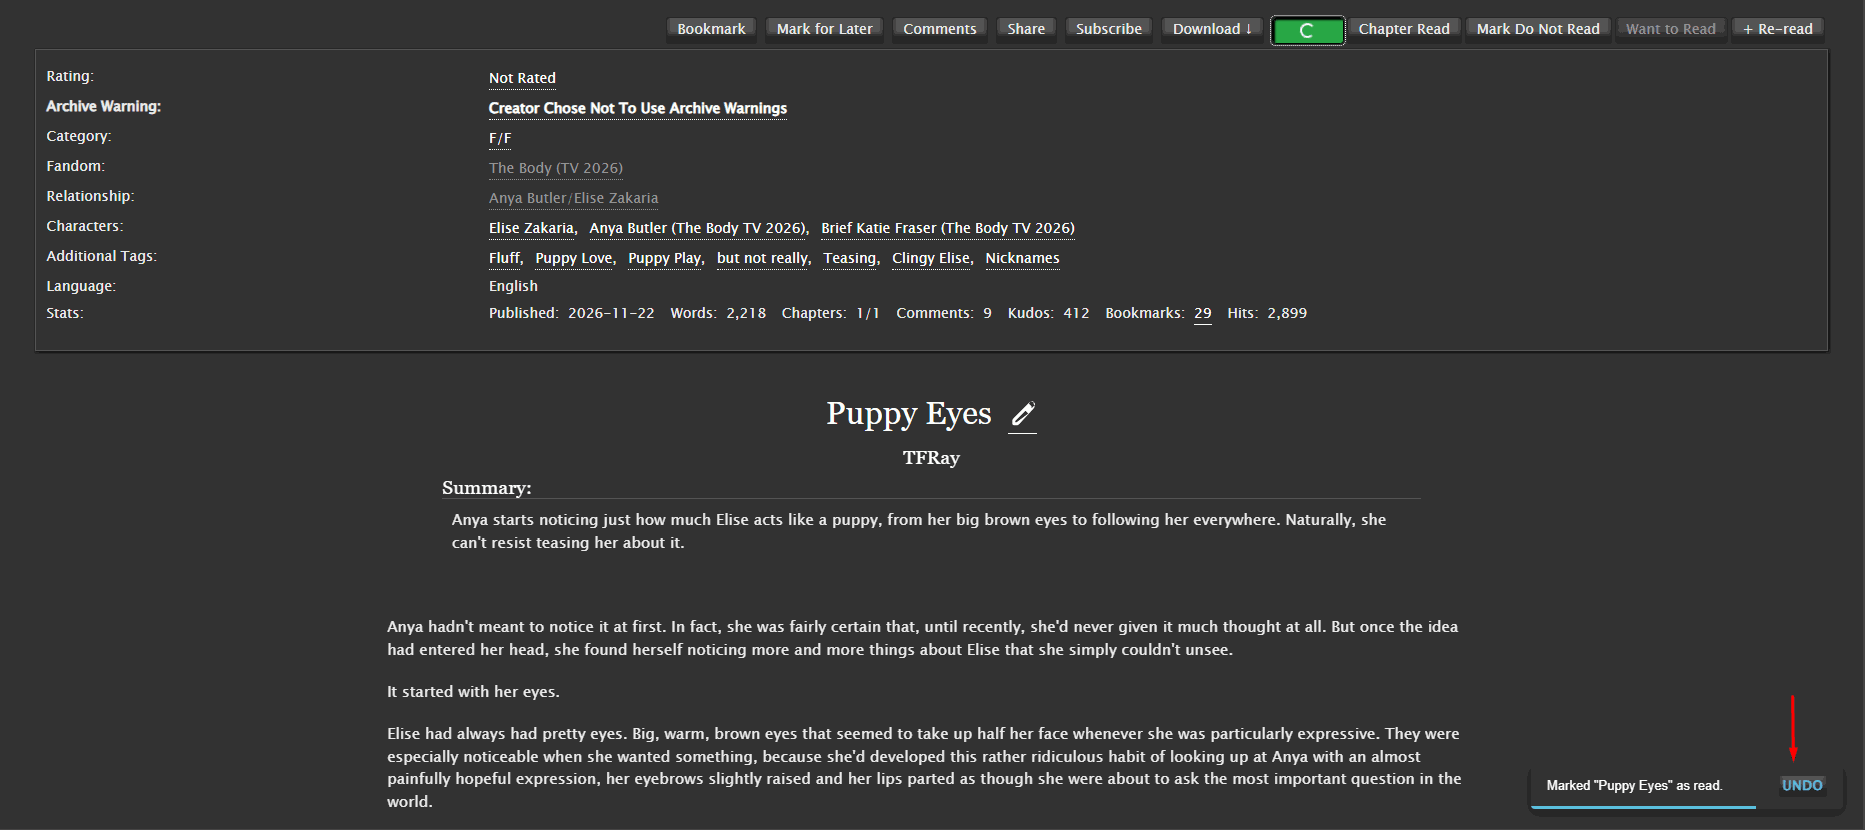 Bookmark Mark for Later Comments Share Subscribe Download ↓ Chapter Read Mark Do Not Read Want to Read + Re-read
Rating: Not Rated
Archive Warning: Creator Chose Not To Use Archive Warnings
Category: F/F
Fandom: The Body (TV 2026)
Relationship: Anya Butler/Elise Zakaria
Characters: Elise Zakaria, Anya Butler (The Body TV 2026), Brief Katie Fraser (The Body TV 2026)
Additional Tags: Fluff, Puppy Love, Puppy Play, but not really, Teasing, Clingy Elise, Nicknames
Language: English
Stats: Published: 2026-11-22 Words: 2,218 Chapters: 1/1 Comments: 9 Kudos: 412 Bookmarks: 29 Hits: 2,899
Puppy Eyes
TFRay
Summary:
Anya starts noticing just how much Elise acts like a puppy, from her big brown eyes to following her everywhere. Naturally, she
can't resist teasing her about it.
Anya hadn't meant to notice it at first. In fact, she was fairly certain that, until recently, she'd never given it much thought at all. But once the idea
had entered her head, she found herself noticing more and more things about Elise that she simply couldn't unsee.
It started with her eyes.
Elise had always had pretty eyes. Big, warm, brown eyes that seemed to take up half her face whenever she was particularly expressive. They were
especially noticeable when she wanted something, because she'd developed this rather ridiculous habit of looking up at Anya with an almost
painfully hopeful expression, her eyebrows slightly raised and her lips parted as though she were about to ask the most important question in the
world.
Marked "Puppy Eyes" as read. UNDO